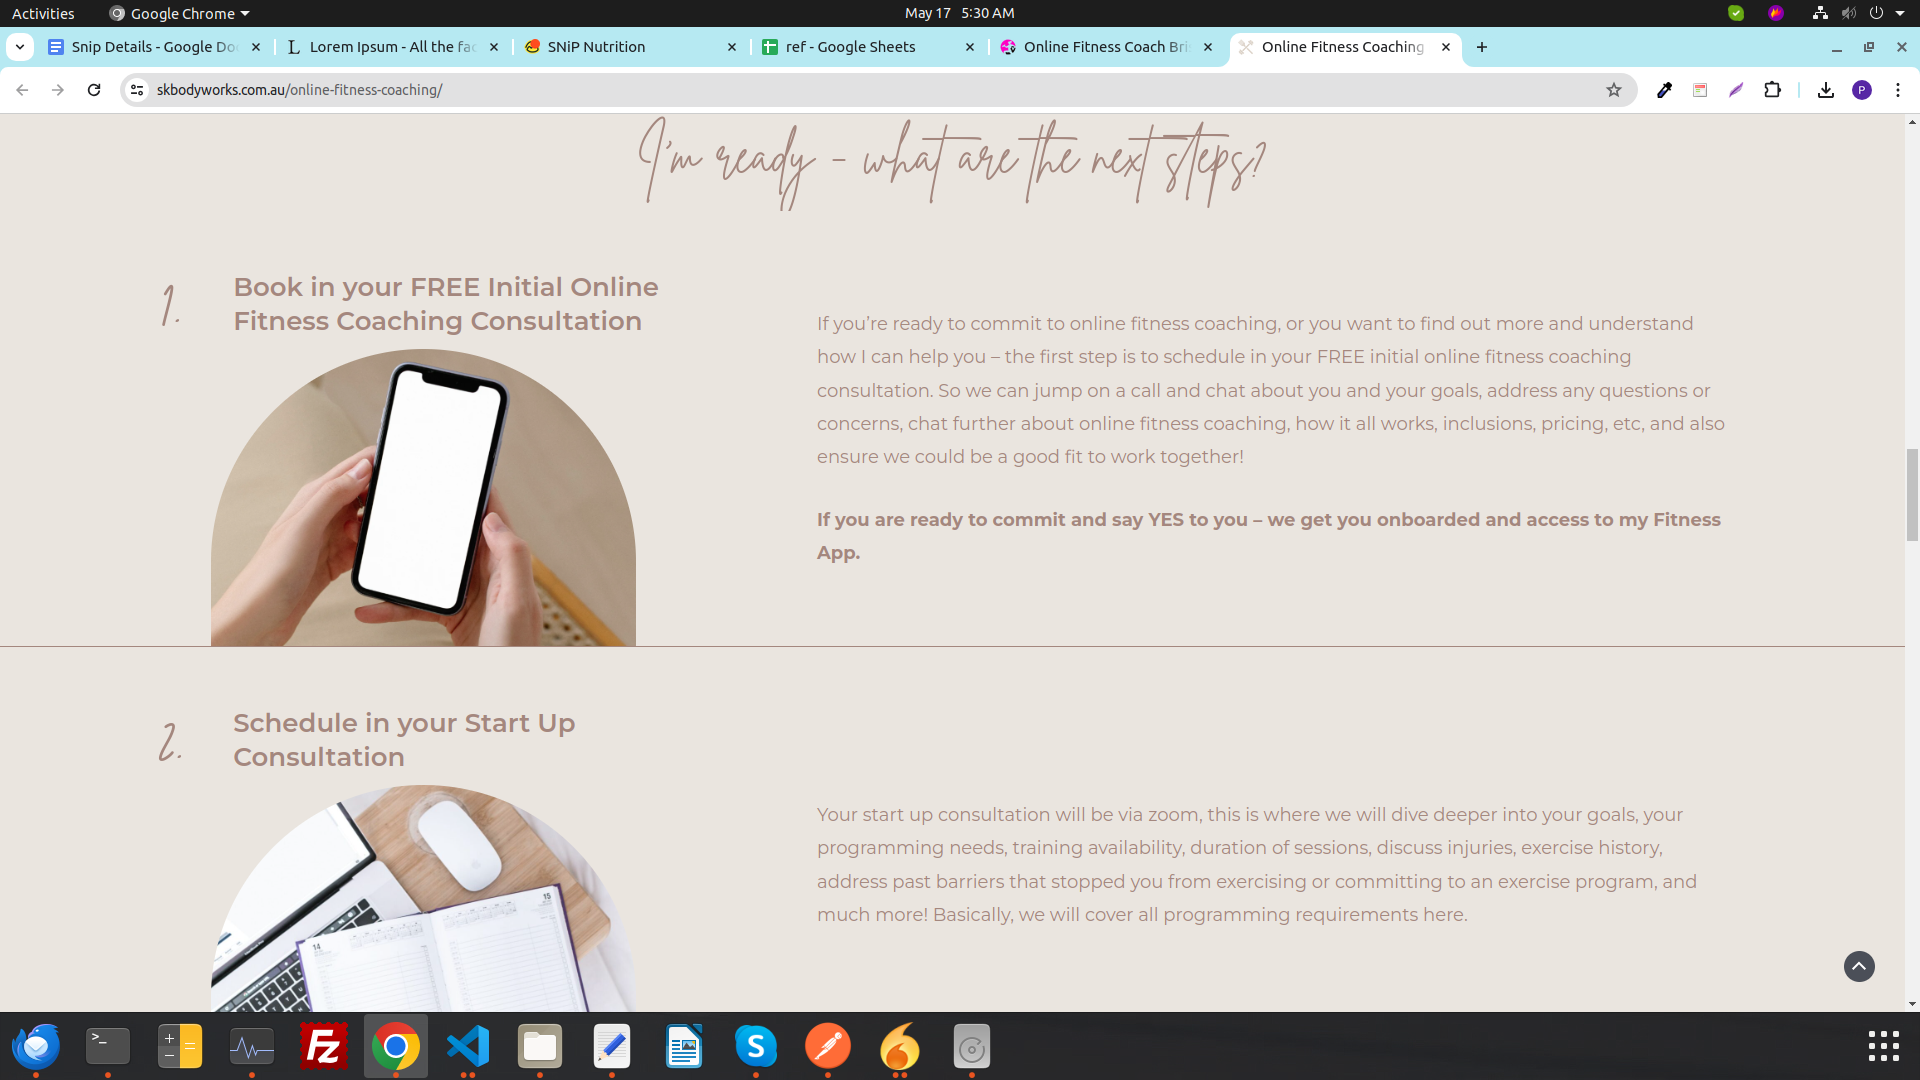 Activities
Google Chrome
May 17 5:30 AM
Snip Details - Google Do
Lorem Ipsum - All the fac
SNiP Nutrition
ref - Google Sheets
Online Fitness Coach Bri
Online Fitness Coaching
skbodyworks.com.au/online-fitness-coaching/
P
I'm ready - what are the next steps?
1.
Book in your FREE Initial Online
Fitness Coaching Consultation
If you’re ready to commit to online fitness coaching, or you want to find out more and understand
how I can help you – the first step is to schedule in your FREE initial online fitness coaching
consultation. So we can jump on a call and chat about you and your goals, address any questions or
concerns, chat further about online fitness coaching, how it all works, inclusions, pricing, etc, and also
ensure we could be a good fit to work together!
If you are ready to commit and say YES to you – we get you onboarded and access to my Fitness
App.
2.
Schedule in your Start Up
Consultation
14
15
Your start up consultation will be via zoom, this is where we will dive deeper into your goals, your
programming needs, training availability, duration of sessions, discuss injuries, exercise history,
address past barriers that stopped you from exercising or committing to an exercise program, and
much more! Basically, we will cover all programming requirements here.